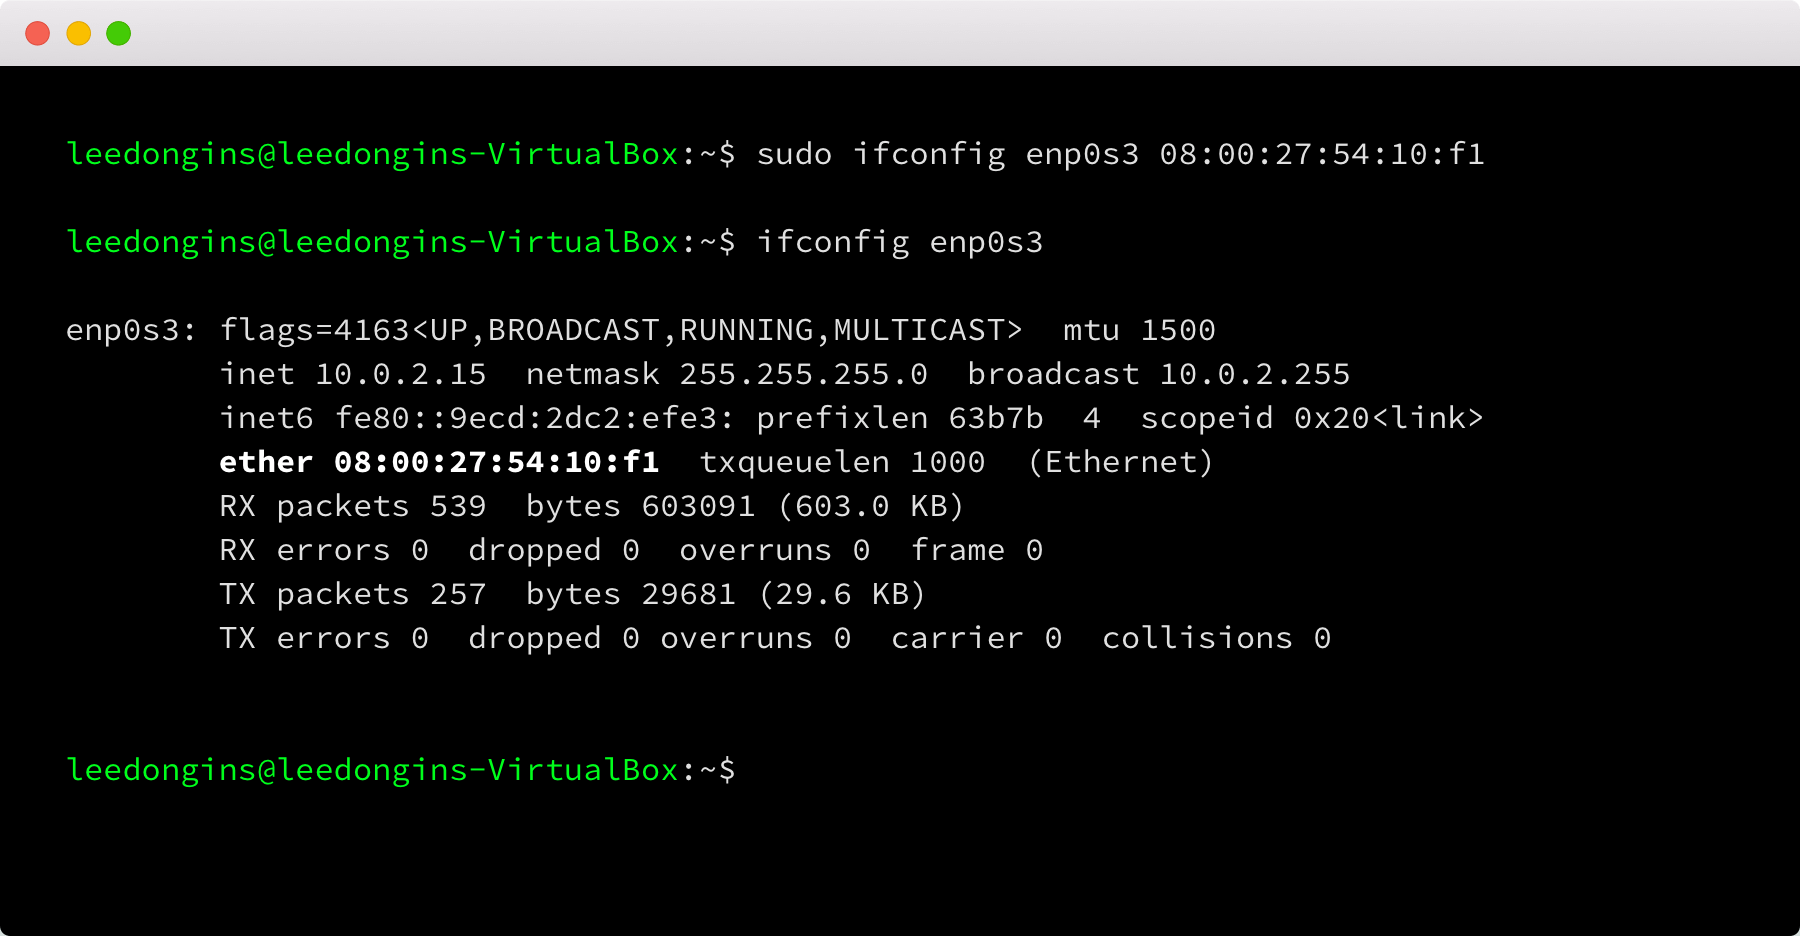 leedongins@leedongins-VirtualBox:~$ sudo ifconfig enp0s3 08:00:27:54:10:f1
leedongins@leedongins-VirtualBox:~$ ifconfig enp0s3
enp0s3: flags=4163<UP,BROADCAST,RUNNING,MULTICAST>  mtu 1500
inet 10.0.2.15  netmask 255.255.255.0  broadcast 10.0.2.255
inet6 fe80::9ecd:2dc2:efe3: prefixlen 63b7b  4  scopeid 0x20<link>
ether 08:00:27:54:10:f1  txqueuelen 1000  (Ethernet)
RX packets 539  bytes 603091 (603.0 KB)
RX errors 0  dropped 0  overruns 0  frame 0
TX packets 257  bytes 29681 (29.6 KB)
TX errors 0  dropped 0 overruns 0  carrier 0  collisions 0
leedongins@leedongins-VirtualBox:~$